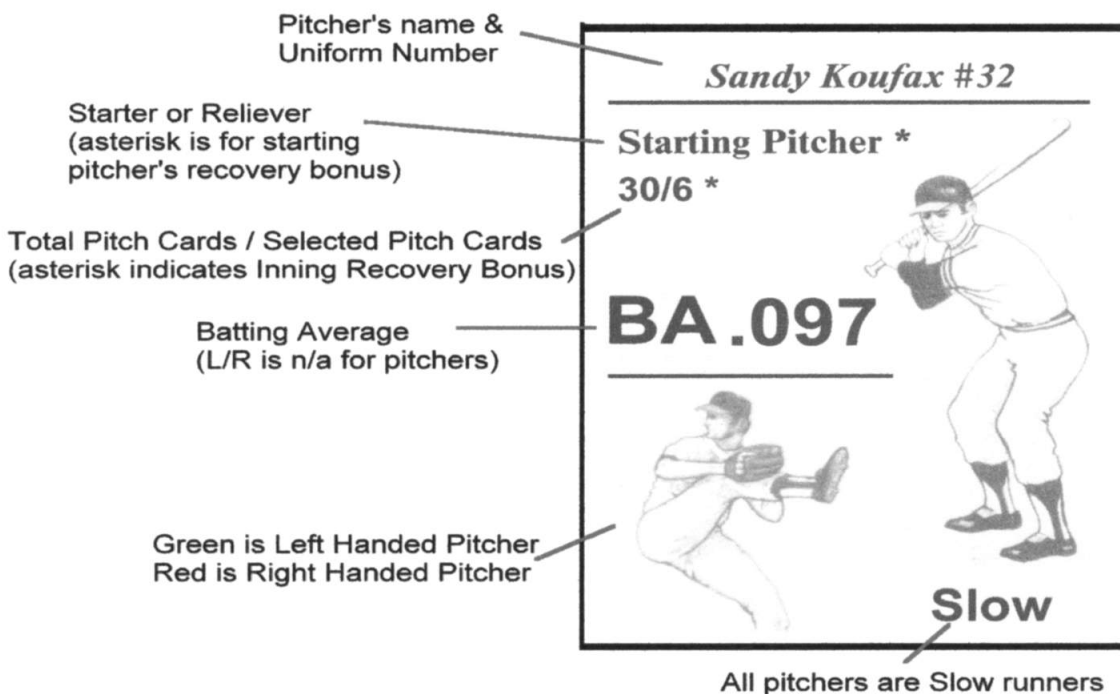 Pitcher's name &
Uniform Number
Sandy Koufax #32
Starter or Reliever
(asterisk is for starting
pitcher's recovery bonus)
Starting Pitcher *
30/6 *
Total Pitch Cards / Selected Pitch Cards
(asterisk indicates Inning Recovery Bonus)
Batting Average
(L/R is n/a for pitchers)
BA .097
Green is Left Handed Pitcher
Red is Right Handed Pitcher
Slow
All pitchers are Slow runners